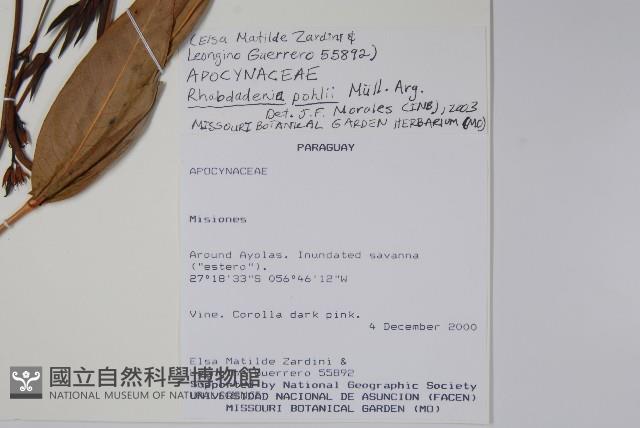 (Elsa Matilde Zardini &
Leongino Guerrero 55892)
APOCYNACEAE
Rhabdadenia pohlii Müll. Arg.
Det. J.F. Morales (INB), 2003
MISSOURI BOTANICAL GARDEN HERBARIUM (MO)
PARAGUAY
APOCYNACEAE
Misiones
Around Ayolas. Inundated savanna
("estero").
27°18'33"S 056°46'12"W
Vine. Corolla dark pink.
4 December 2000
Elsa Matilde Zardini &
Guerrero 55892
Supported by National Geographic Society
UNIVERSIDAD NACIONAL DE ASUNCION (FACEN)
MISSOURI BOTANICAL GARDEN (MO)
國立自然科學博物館
NATIONAL MUSEUM OF NATURAL SCIENCE